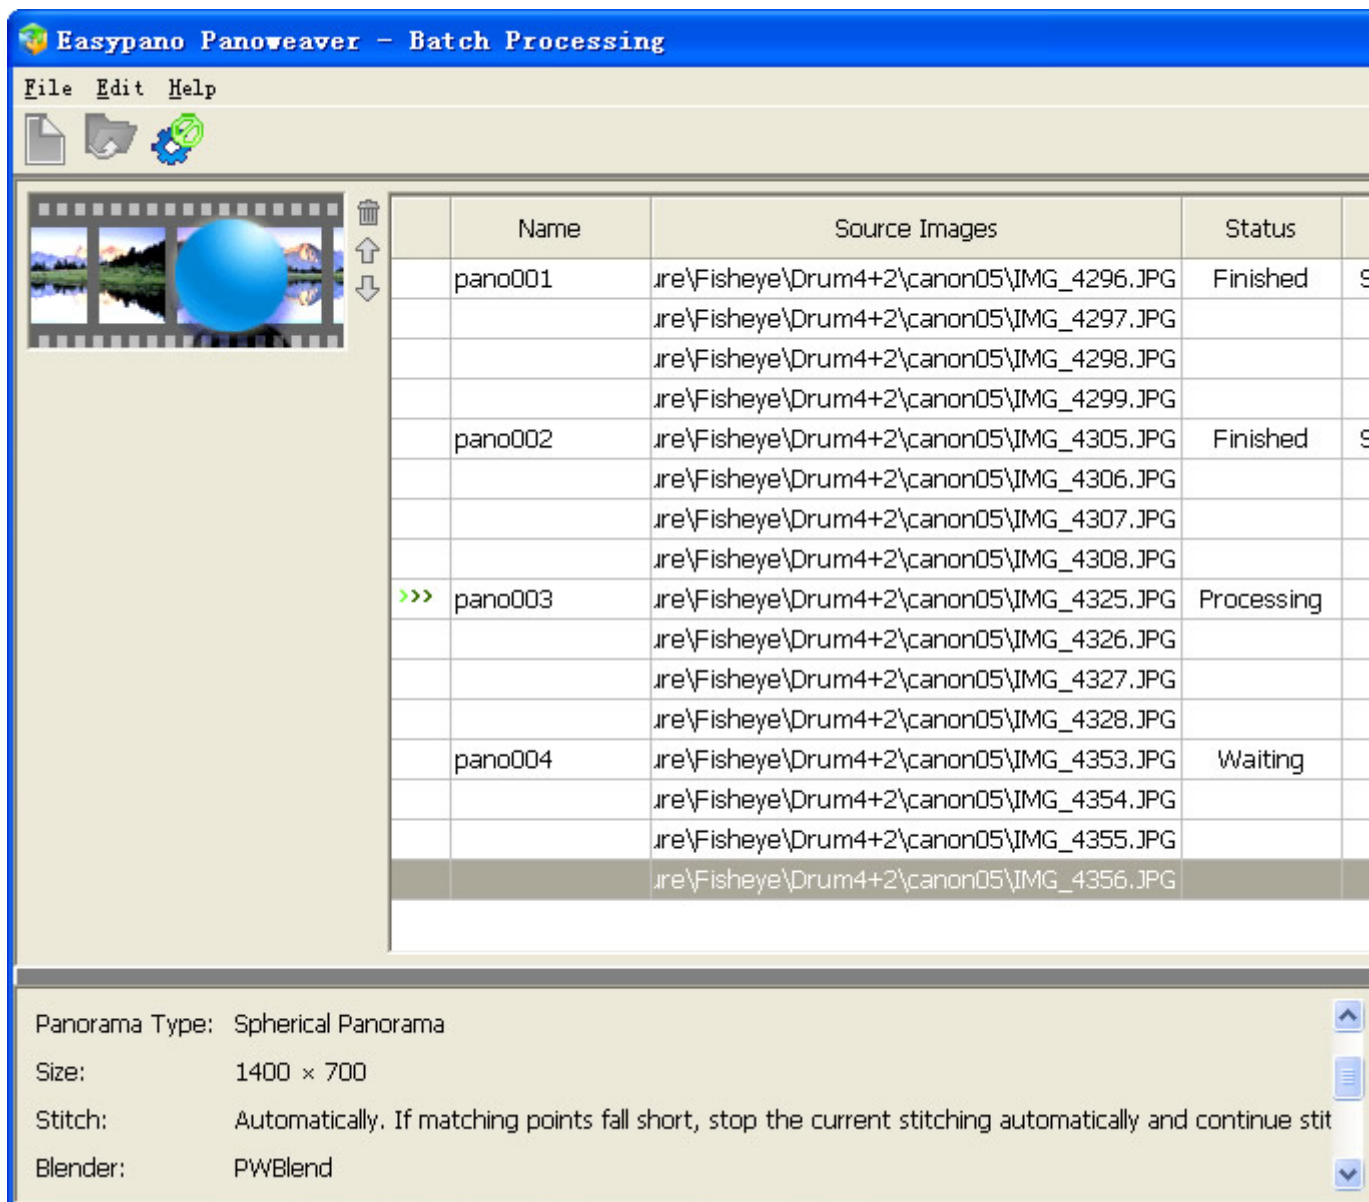 Easypano Panoweaver - Batch Processing
File Edit Help
Name Source Images Status
pano001 ure\Fisheye\Drum4+2\canon05\IMG_4296.JPG Finished S
ure\Fisheye\Drum4+2\canon05\IMG_4297.JPG
ure\Fisheye\Drum4+2\canon05\IMG_4298.JPG
ure\Fisheye\Drum4+2\canon05\IMG_4299.JPG
pano002 ure\Fisheye\Drum4+2\canon05\IMG_4305.JPG Finished S
ure\Fisheye\Drum4+2\canon05\IMG_4306.JPG
ure\Fisheye\Drum4+2\canon05\IMG_4307.JPG
ure\Fisheye\Drum4+2\canon05\IMG_4308.JPG
>>> pano003 ure\Fisheye\Drum4+2\canon05\IMG_4325.JPG Processing
ure\Fisheye\Drum4+2\canon05\IMG_4326.JPG
ure\Fisheye\Drum4+2\canon05\IMG_4327.JPG
ure\Fisheye\Drum4+2\canon05\IMG_4328.JPG
pano004 ure\Fisheye\Drum4+2\canon05\IMG_4353.JPG Waiting
ure\Fisheye\Drum4+2\canon05\IMG_4354.JPG
ure\Fisheye\Drum4+2\canon05\IMG_4355.JPG
ure\Fisheye\Drum4+2\canon05\IMG_4356.JPG
Panorama Type: Spherical Panorama
Size: 1400 × 700
Stitch: Automatically. If matching points fall short, stop the current stitching automatically and continue stit
Blender: PWBlend